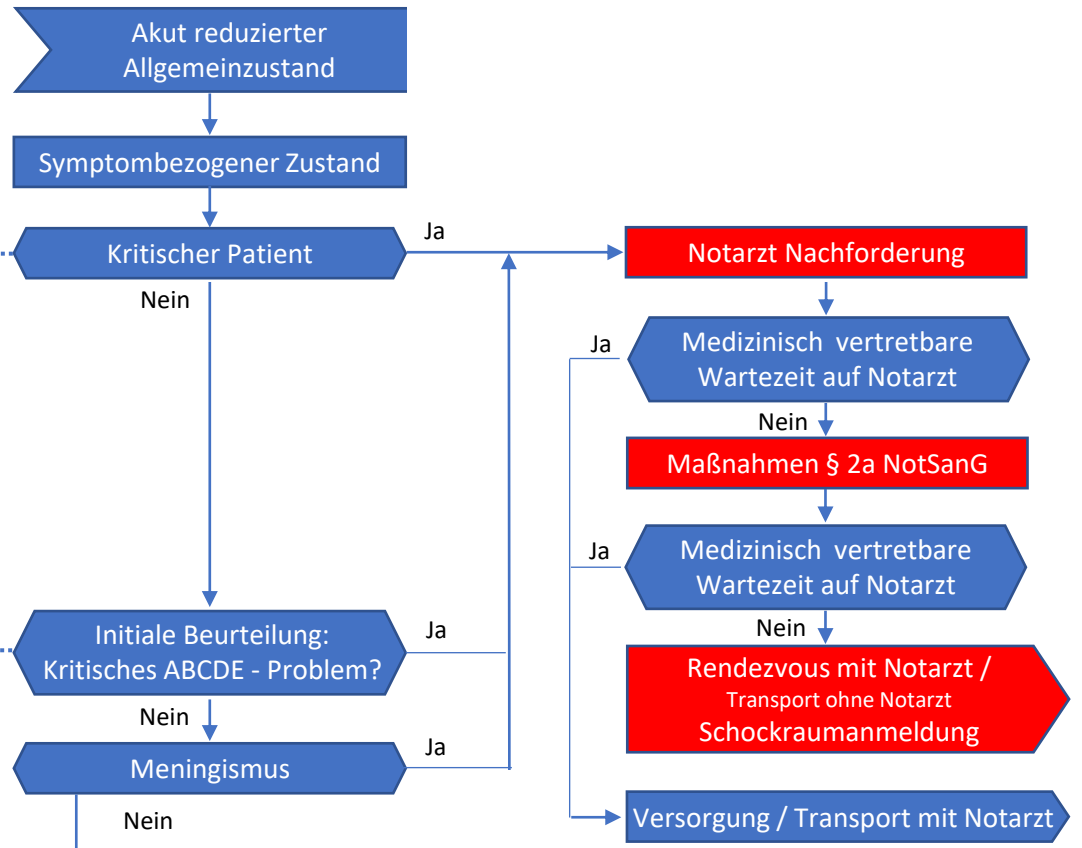 Akut reduzierter
Allgemeinzustand
Symptombezogener Zustand
Kritischer Patient
Ja
Nein
Notarzt Nachforderung
Medizinisch vertretbare
Wartezeit auf Notarzt
Ja
Nein
Maßnahmen § 2a NotSanG
Medizinisch vertretbare
Wartezeit auf Notarzt
Ja
Nein
Initiale Beurteilung:
Kritisches ABCDE - Problem?
Ja
Nein
Rendezvous mit Notarzt /
Transport ohne Notarzt
Schockraumanmeldung
Meningismus
Ja
Nein
Versorgung / Transport mit Notarzt